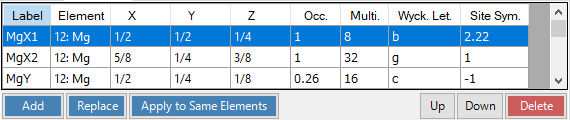 Label Element X Y Z Occ. Multi. Wyck. Let. Site Sym.
MgX1 12: Mg 1/2 1/2 1/4 1 8 b 2.22
MgX2 12: Mg 5/8 1/4 3/8 1 32 g 1
MgY 12: Mg 1/2 1/4 1/8 0.26 16 c -1
Add Replace Apply to Same Elements Up Down Delete